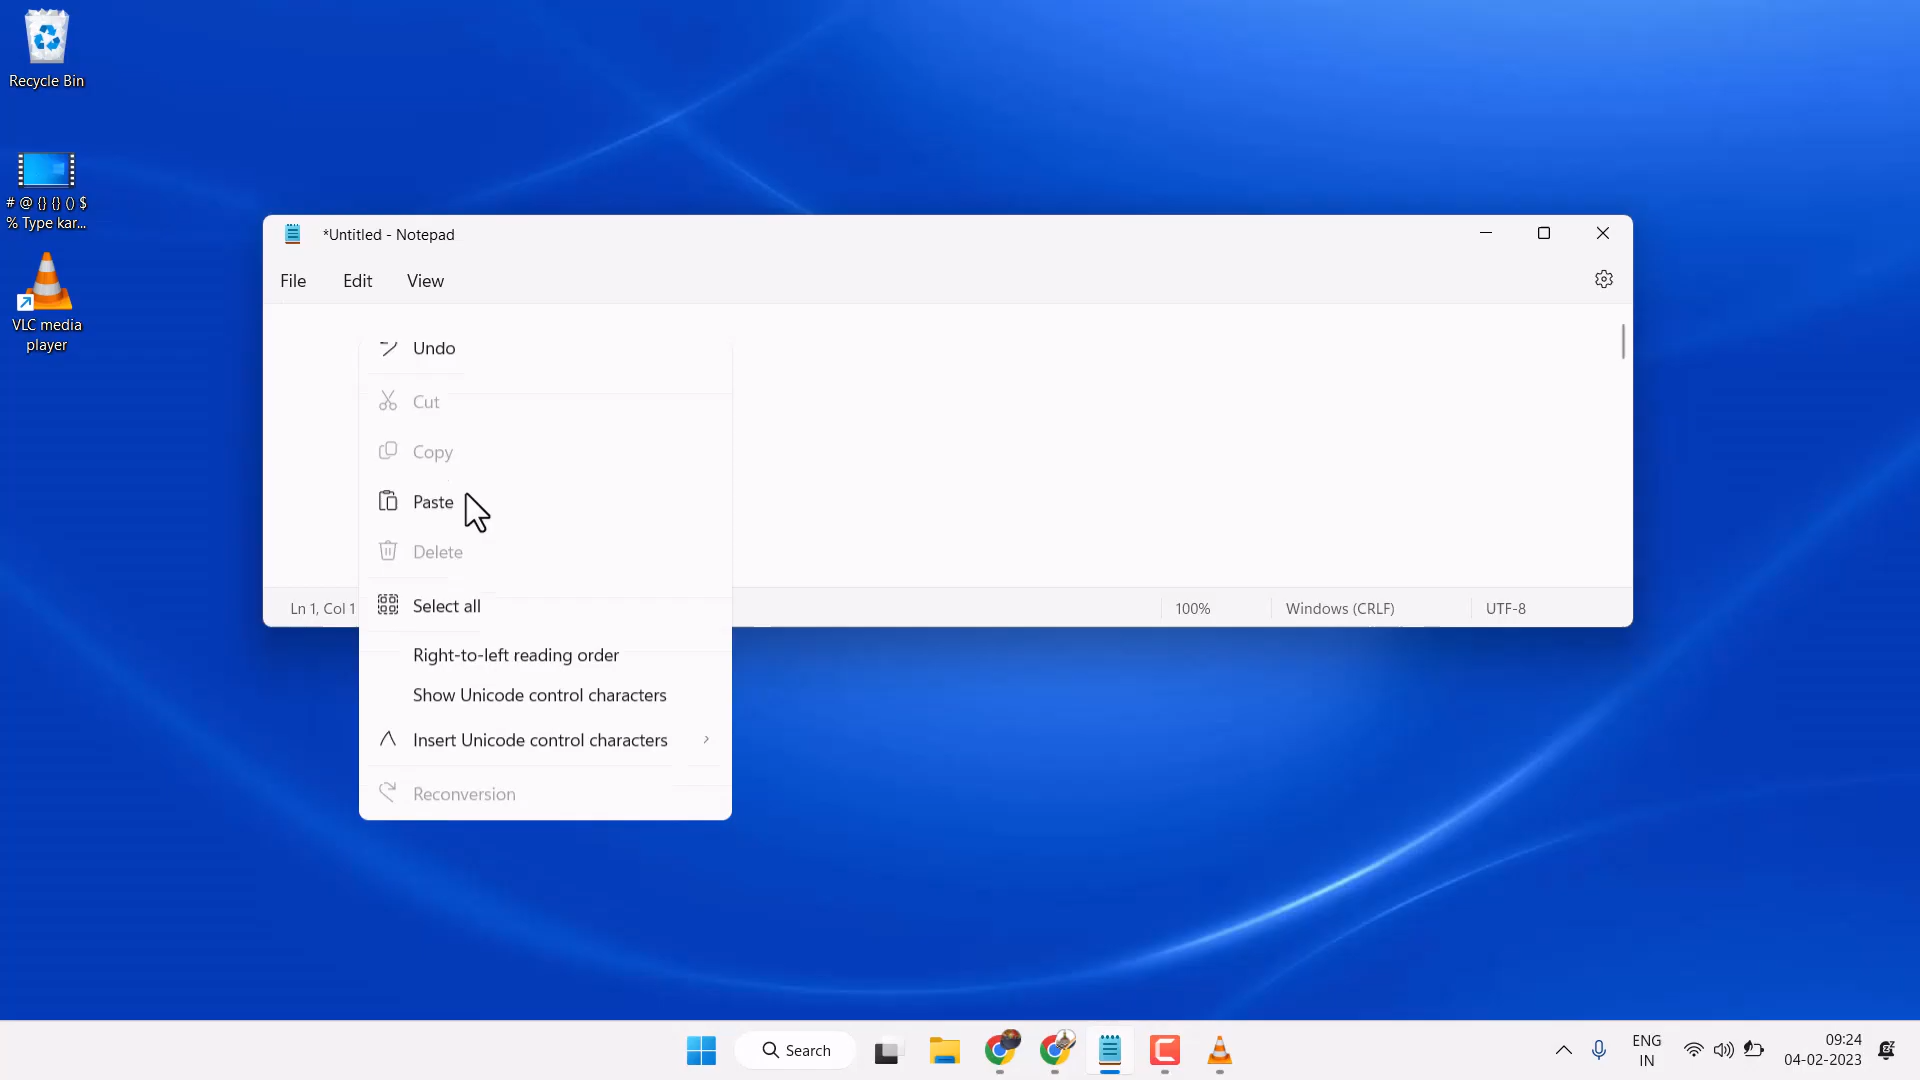 Recycle Bin
# @ {} {} () $
% Type kar...
VLC media
player
*Untitled - Notepad
File Edit View
Undo
Cut
Copy
Paste
Delete
Select all
Right-to-left reading order
Show Unicode control characters
Insert Unicode control characters
Reconversion
Ln 1, Col 1
100%
Windows (CRLF)
UTF-8
Search
ENG
IN
09:24
04-02-2023